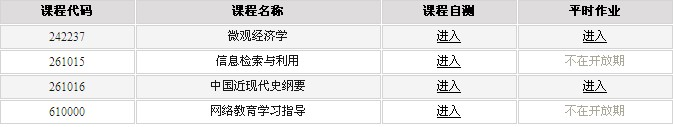 课程代码 课程名称 课程自测 平时作业
242237 微观经济学 进入 进入
261015 信息检索与利用 进入 不在开放期
261016 中国近现代史纲要 进入 进入
610000 网络教育学习指导 进入 不在开放期